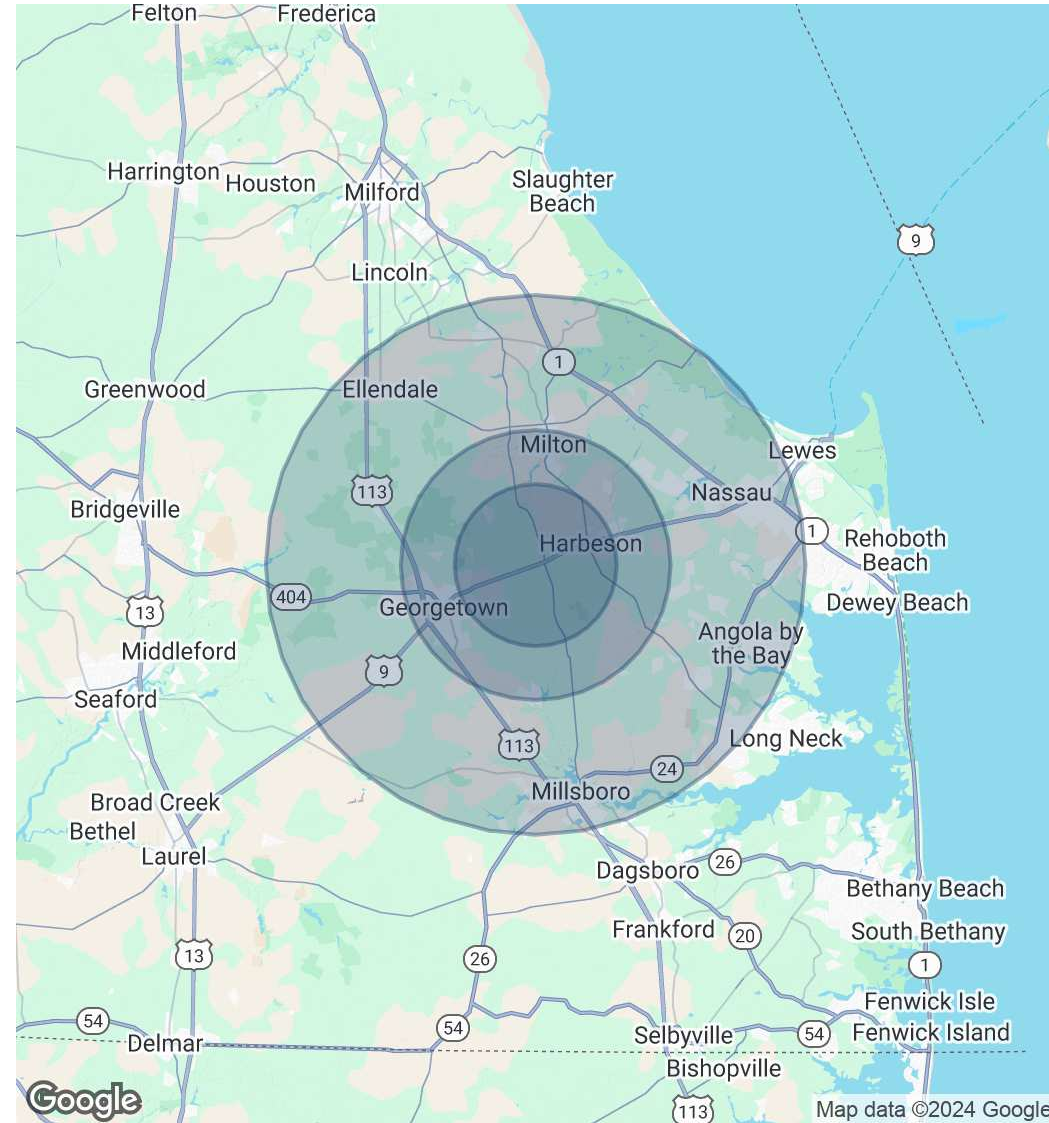 Felton
Frederica
Harrington
Houston
Milford
Slaughter
Beach
9
Lincoln
1
Greenwood
Ellendale
Milton
Lewes
113
Nassau
Bridgeville
1
Rehoboth
Beach
Harbeson
404
Georgetown
Dewey Beach
13
Angola by
the Bay
Middleford
9
Seaford
Long Neck
113
24
Millsboro
Broad Creek
Bethel
Laurel
Dagsboro
26
Bethany Beach
Frankford
20
South Bethany
13
26
1
Fenwick Isle
54
54
Selbyville
54
Fenwick Island
Delmar
Bishopville
Google
113
Map data ©2024 Google